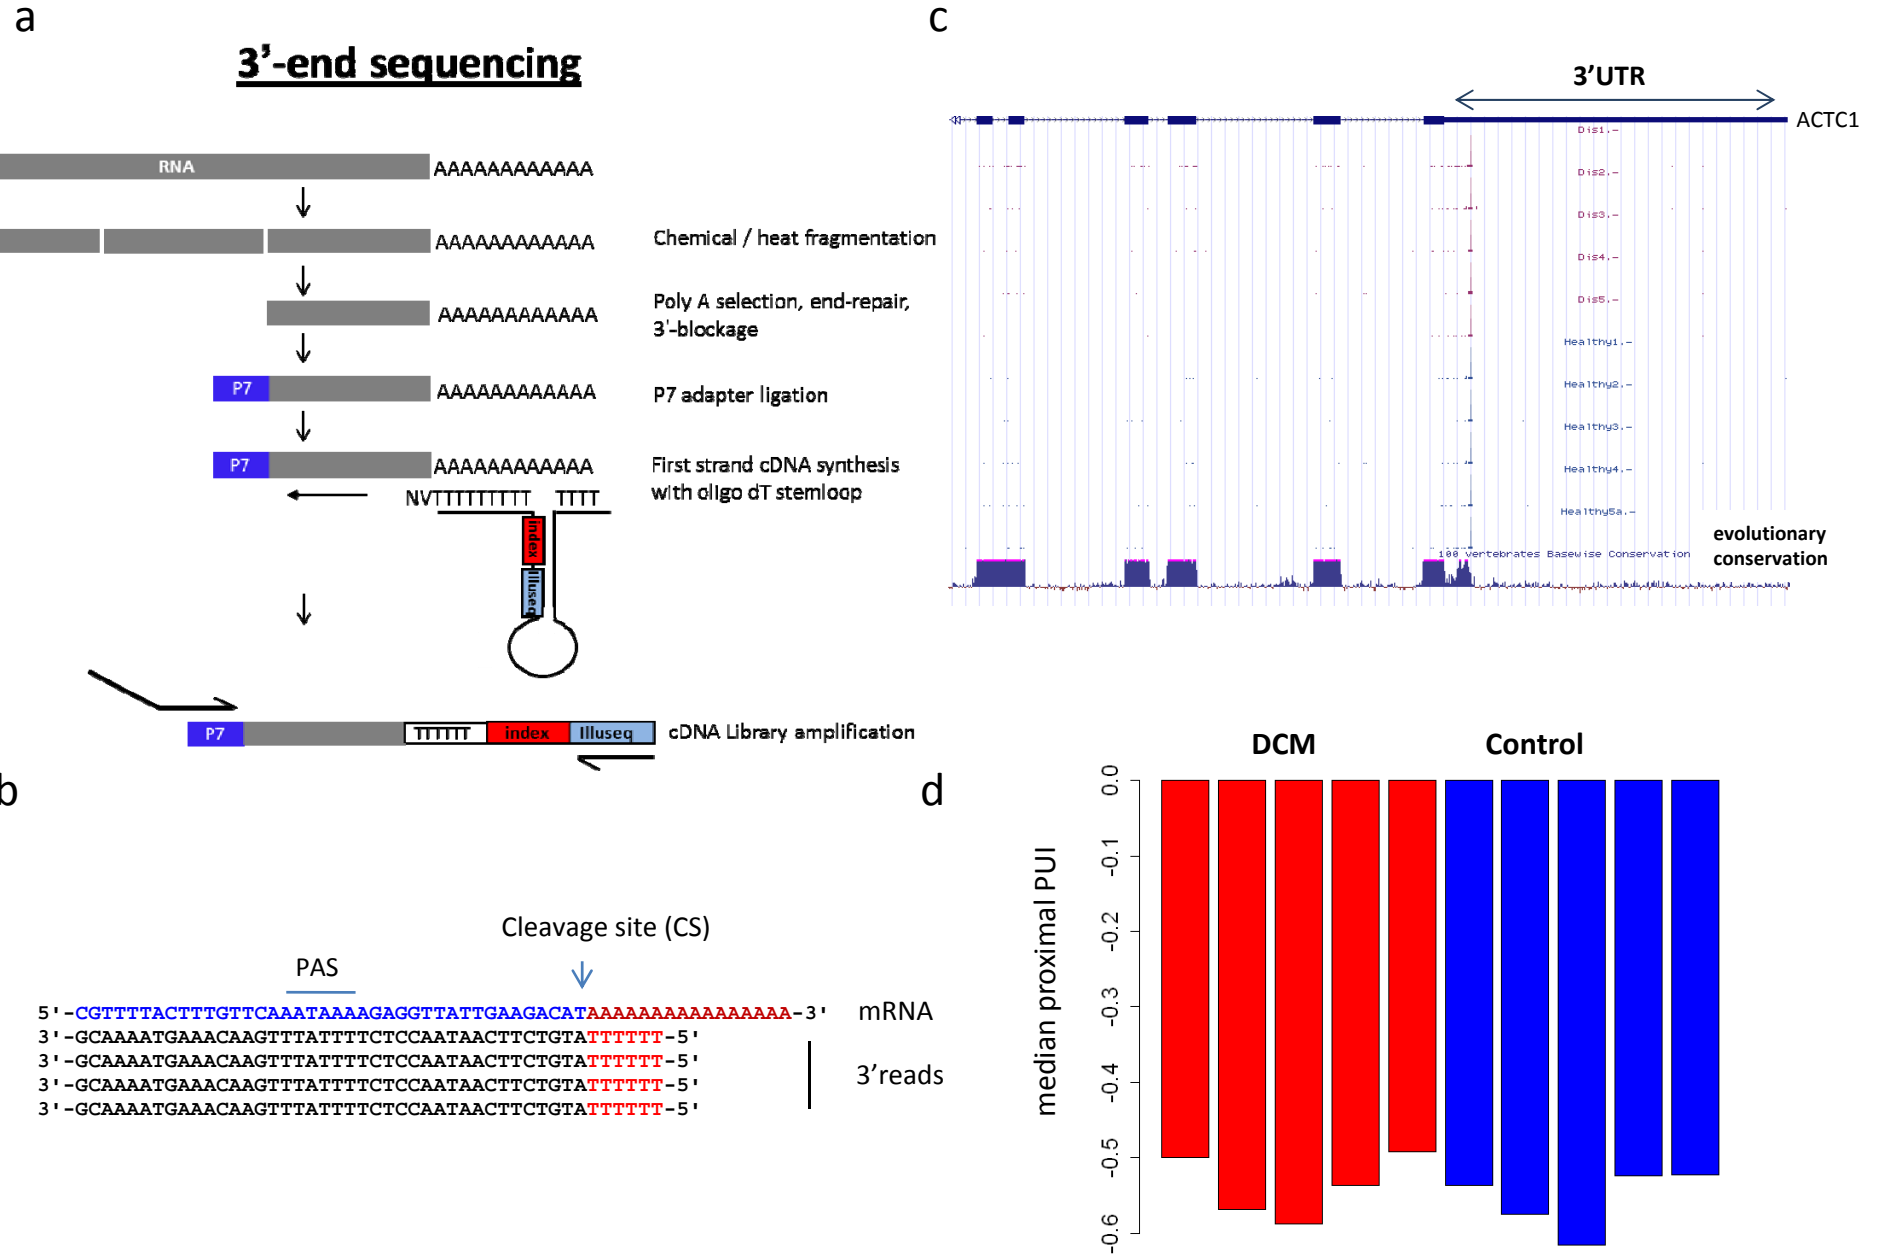 a
3'-end sequencing
RNA
AAAAAAAAAAAA
AAAAAAAAAAAA
Chemical / heat fragmentation
AAAAAAAAAAAA
Poly A selection, end-repair,
3'-blockage
P7
AAAAAAAAAAAA
P7 adapter ligation
P7
AAAAAAAAAAAA
First strand cDNA synthesis
with oligo dT stemloop
NVTTTTTTTTT TTTT
index
Illuseq
P7
TTTTTT
index
Illuseq
cDNA Library amplification
b
Cleavage site (CS)
PAS
5'-CGTTTTACTTTGTTCAAATAAAAGAGGTTATTGAAGACATAAAAAAAAAAAAAAAA-3'
mRNA
3'-GCAAAATGAAACAAGTTTATTTTCTCCAATAACTTCTGTATTTTTT-5'
3'-GCAAAATGAAACAAGTTTATTTTCTCCAATAACTTCTGTATTTTTT-5'
3'-GCAAAATGAAACAAGTTTATTTTCTCCAATAACTTCTGTATTTTTT-5'
3'-GCAAAATGAAACAAGTTTATTTTCTCCAATAACTTCTGTATTTTTT-5'
3'reads
c
3'UTR
ACTC1
Dis1.-
Dis2.-
Dis3.-
Dis4.-
Dis5.-
Healthy1.-
Healthy2.-
Healthy3.-
Healthy4.-
Healthy5a.-
evolutionary
conservation
100 vertebrates Basewise Conservation
d
DCM
Control
median proximal PUI
0.0
-0.1
-0.2
-0.3
-0.4
-0.5
-0.6